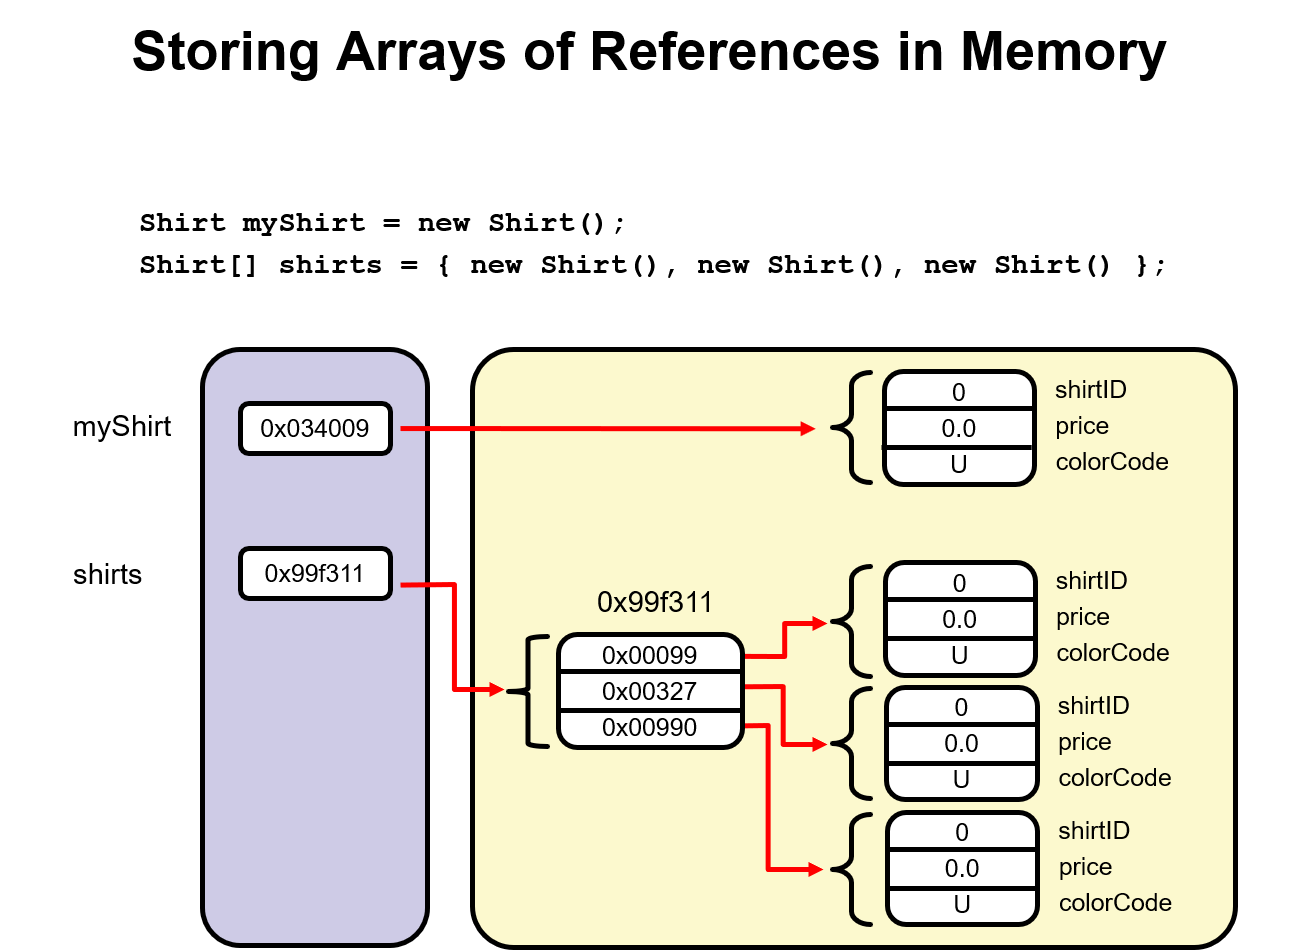 Storing Arrays of References in Memory
Shirt myShirt = new Shirt();
Shirt[] shirts = { new Shirt(), new Shirt(), new Shirt() };
myShirt
0x034009
0
shirtID
0.0
price
U
colorCode
shirts
0x99f311
0x99f311
0x00099
0x00327
0x00990
0
shirtID
0.0
price
U
colorCode
0
shirtID
0.0
price
U
colorCode
0
shirtID
0.0
price
U
colorCode